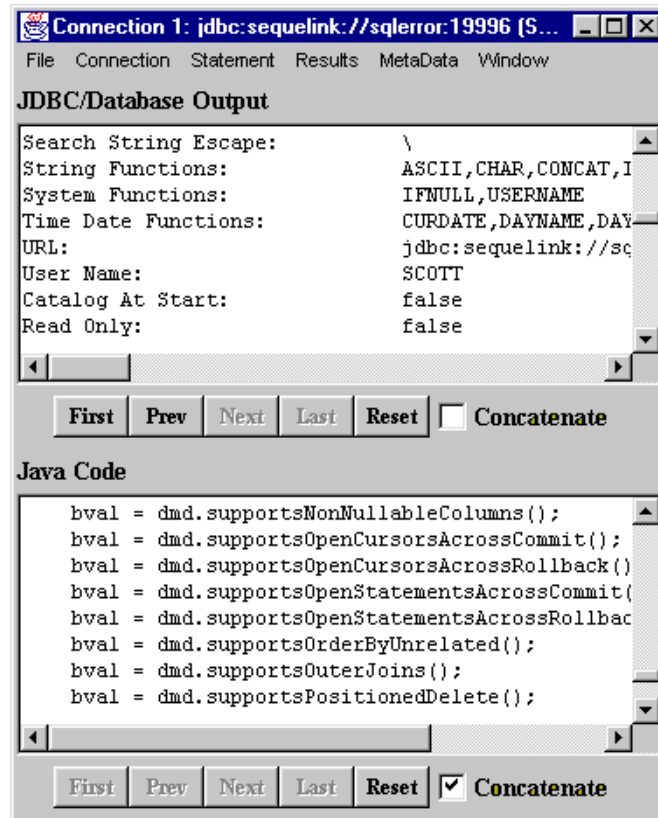 Connection 1: jdbc:sequelink://sqlerror:19996 (S...
File Connection Statement Results MetaData Window
JDBC/Database Output
Search String Escape: \
String Functions: ASCII,CHAR,CONCAT,I
System Functions: IFNULL,USERNAME
Time Date Functions: CURDATE,DAYNAME,DAY
URL: jdbc:sequelink://sq
User Name: SCOTT
Catalog At Start: false
Read Only: false
First Prev Next Last Reset Concatenate
Java Code
bval = dmd.supportsNonNullableColumns();
bval = dmd.supportsOpenCursorsAcrossCommit();
bval = dmd.supportsOpenCursorsAcrossRollback()
bval = dmd.supportsOpenStatementsAcrossCommit(
bval = dmd.supportsOpenStatementsAcrossRollbac
bval = dmd.supportsOrderByUnrelated();
bval = dmd.supportsOuterJoins();
bval = dmd.supportsPositionedDelete();
First Prev Next Last Reset Concatenate